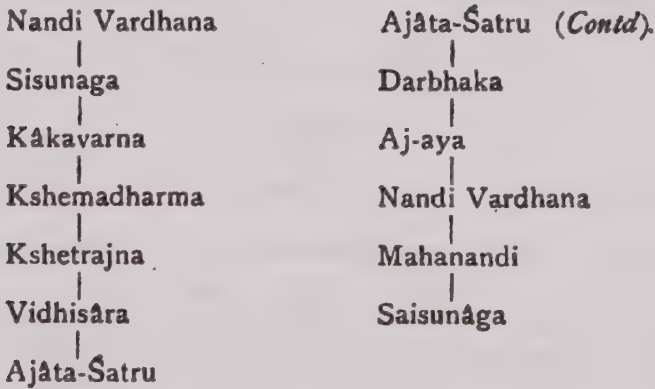 Nandi Vardhana
Sisunaga
Kâkavarna
Kshemadharma
Kshetrajna
Vidhisâra
Ajâta-Śatru
Ajâta-Śatru (Contd).
Darbhaka
Aj-aya
Nandi Vardhana
Mahanandi
Saisunâga